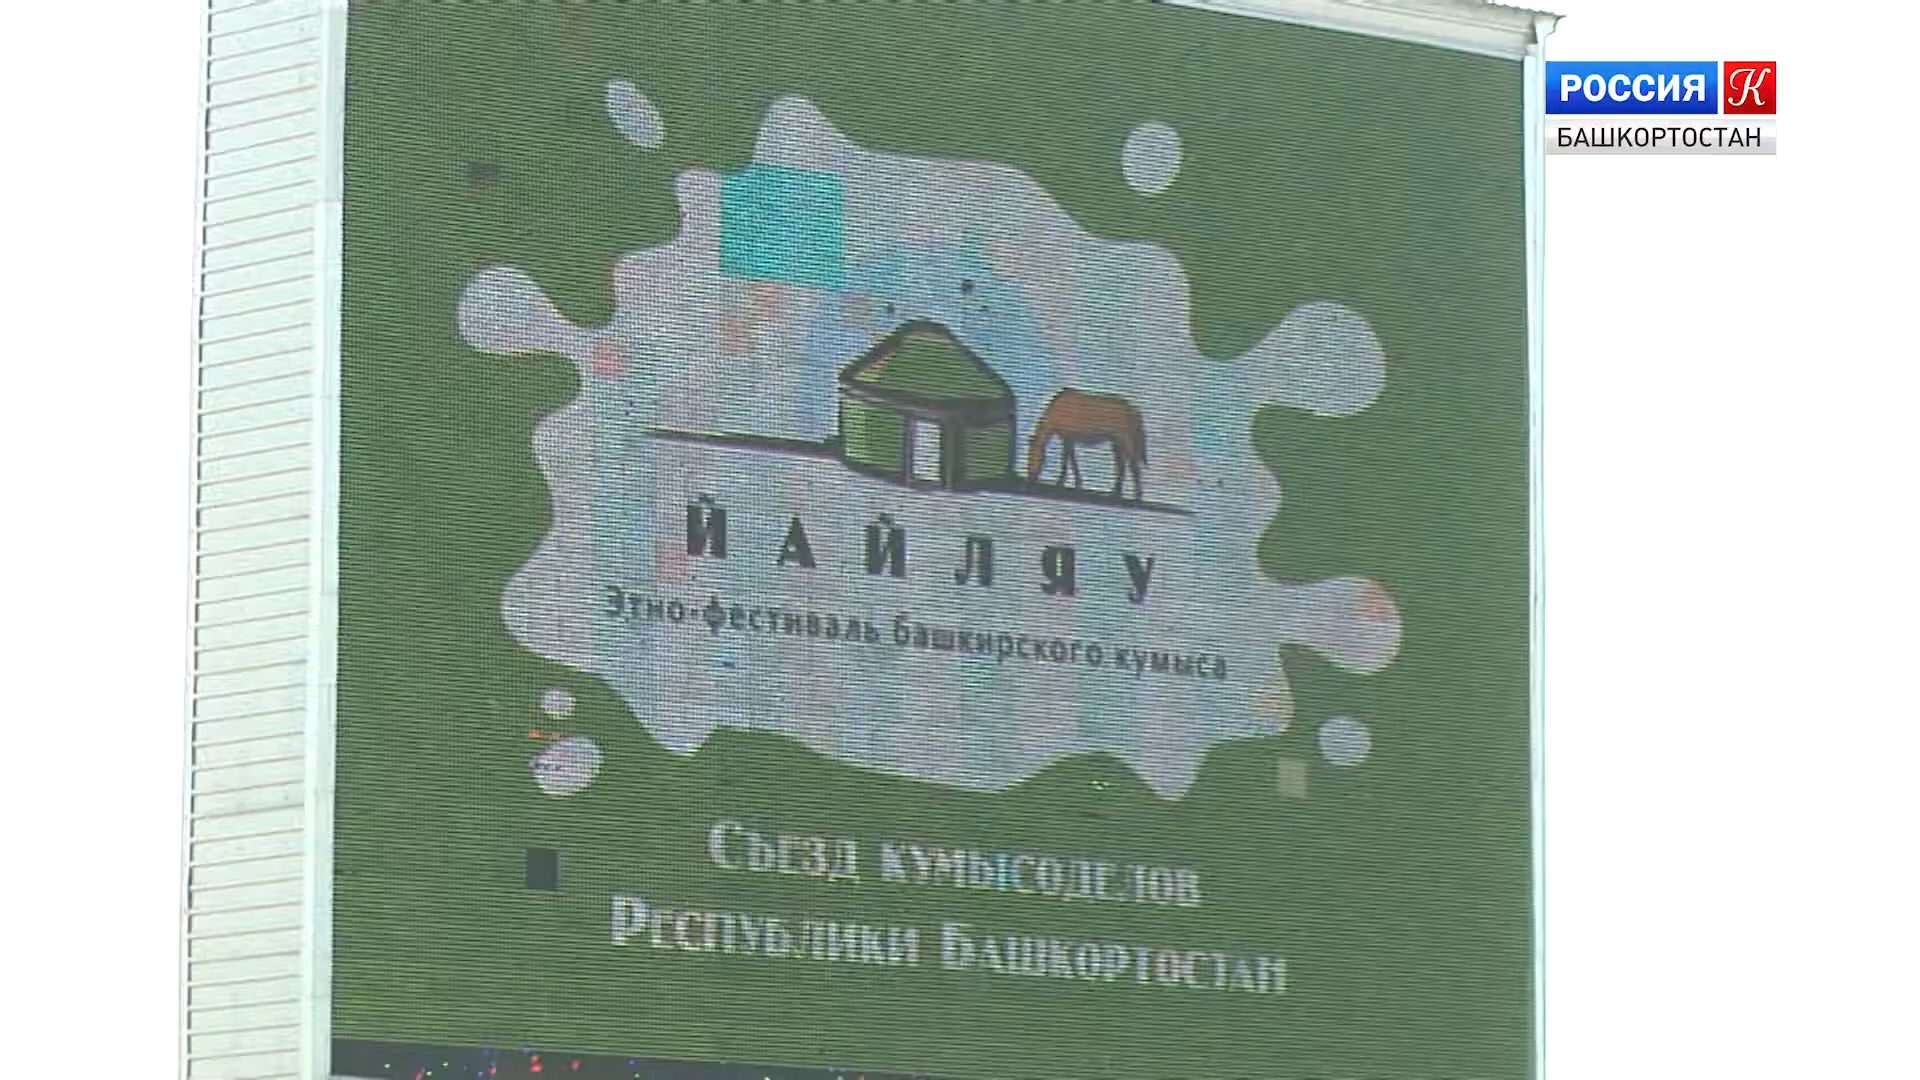 РОССИЯ К
БАШКОРТОСТАН
ЙАЙЛЯУ
Этно-фестиваль башкирского кумыса
Съезд кумысоделов
Республики Башкортостан